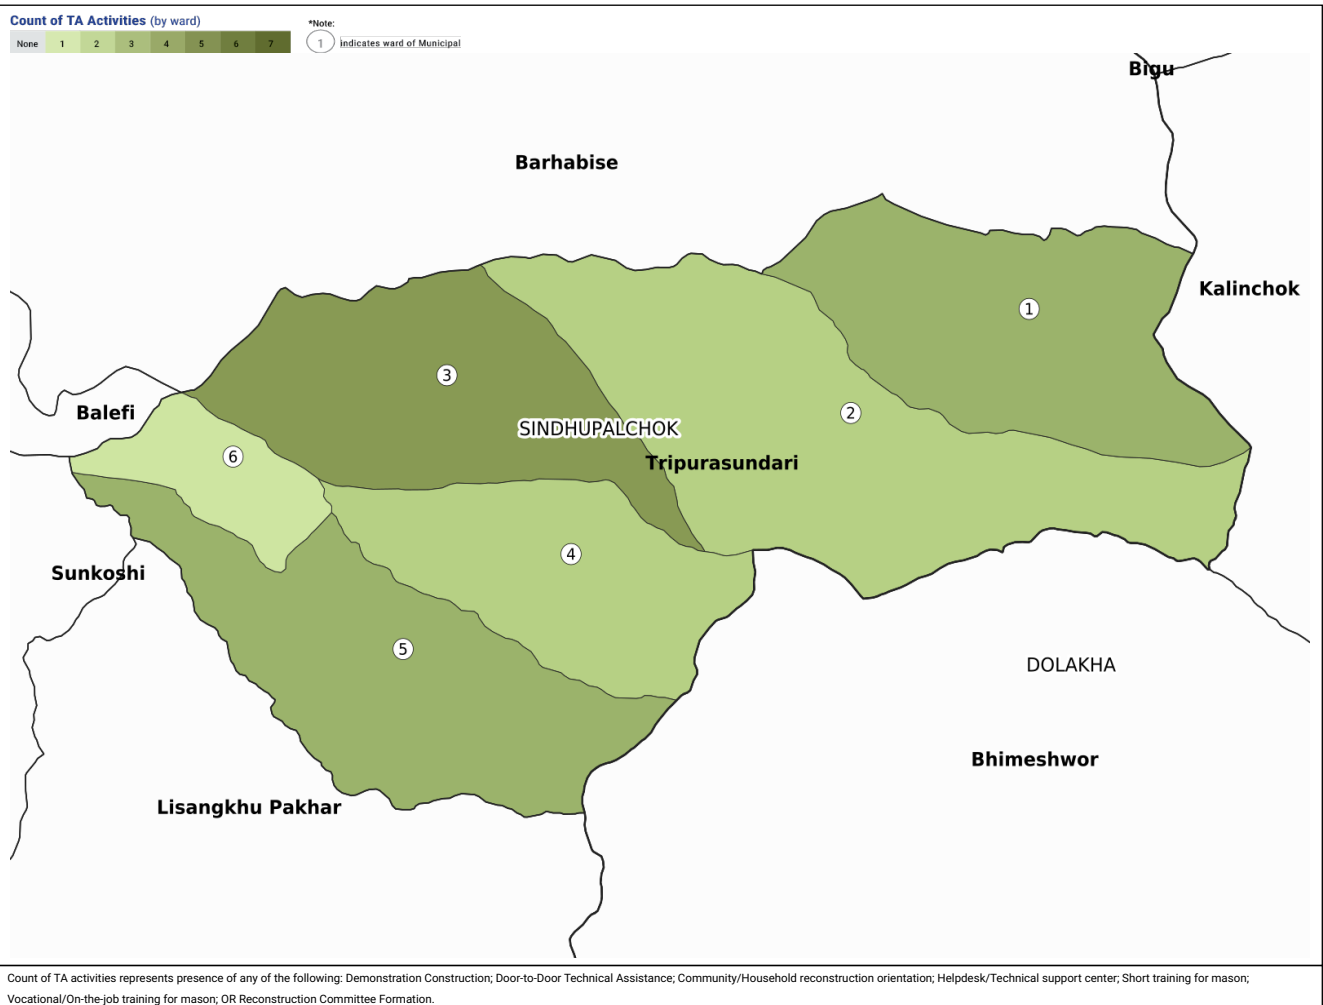 Count of TA Activities (by ward)
*Note:
None 1 2 3 4 5 6 7
1 indicates ward of Municipal
Bigu
Barhabise
Kalinchok
1
3
2
Balefi
SINDHUPALCHOK
6
Tripurasundari
4
Sunkoshi
5
DOLAKHA
Bhimeshwor
Lisangkhu Pakhar
Count of TA activities represents presence of any of the following: Demonstration Construction; Door-to-Door Technical Assistance; Community/Household reconstruction orientation; Helpdesk/Technical support center; Short training for mason;
Vocational/On-the-job training for mason; OR Reconstruction Committee Formation.